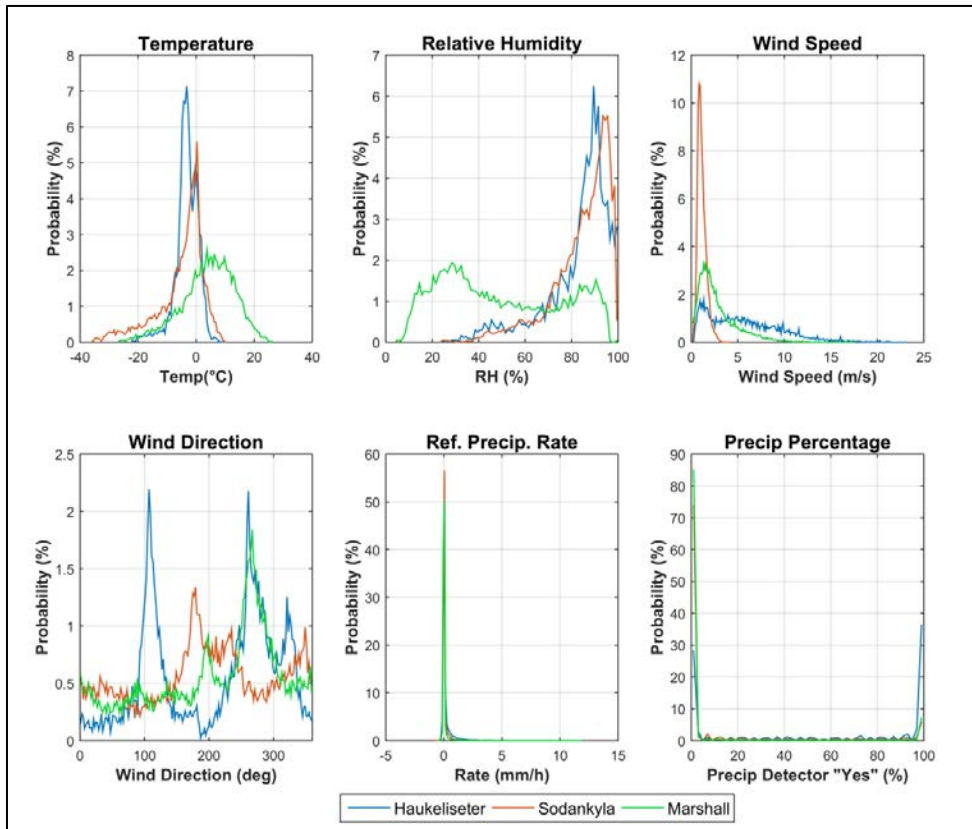 Temperature
8
7
6
5
4
3
2
1
0
-40 -20 0 20 40
Probability (%)
Temp(°C)
Relative Humidity
7
6
5
4
3
2
1
0
0 20 40 60 80 100
Probability (%)
RH (%)
Wind Speed
12
10
8
6
4
2
0
0 5 10 15 20 25
Probability (%)
Wind Speed (m/s)
Wind Direction
2.5
2
1.5
1
0.5
0
0 100 200 300
Probability (%)
Wind Direction (deg)
Ref. Precip. Rate
60
50
40
30
20
10
0
-5 0 5 10 15
Probability (%)
Rate (mm/h)
Precip Percentage
90
80
70
60
50
40
30
20
10
0
0 20 40 60 80 100
Probability (%)
Precip Detector "Yes" (%)
Haukeliseter Sodankyla Marshall